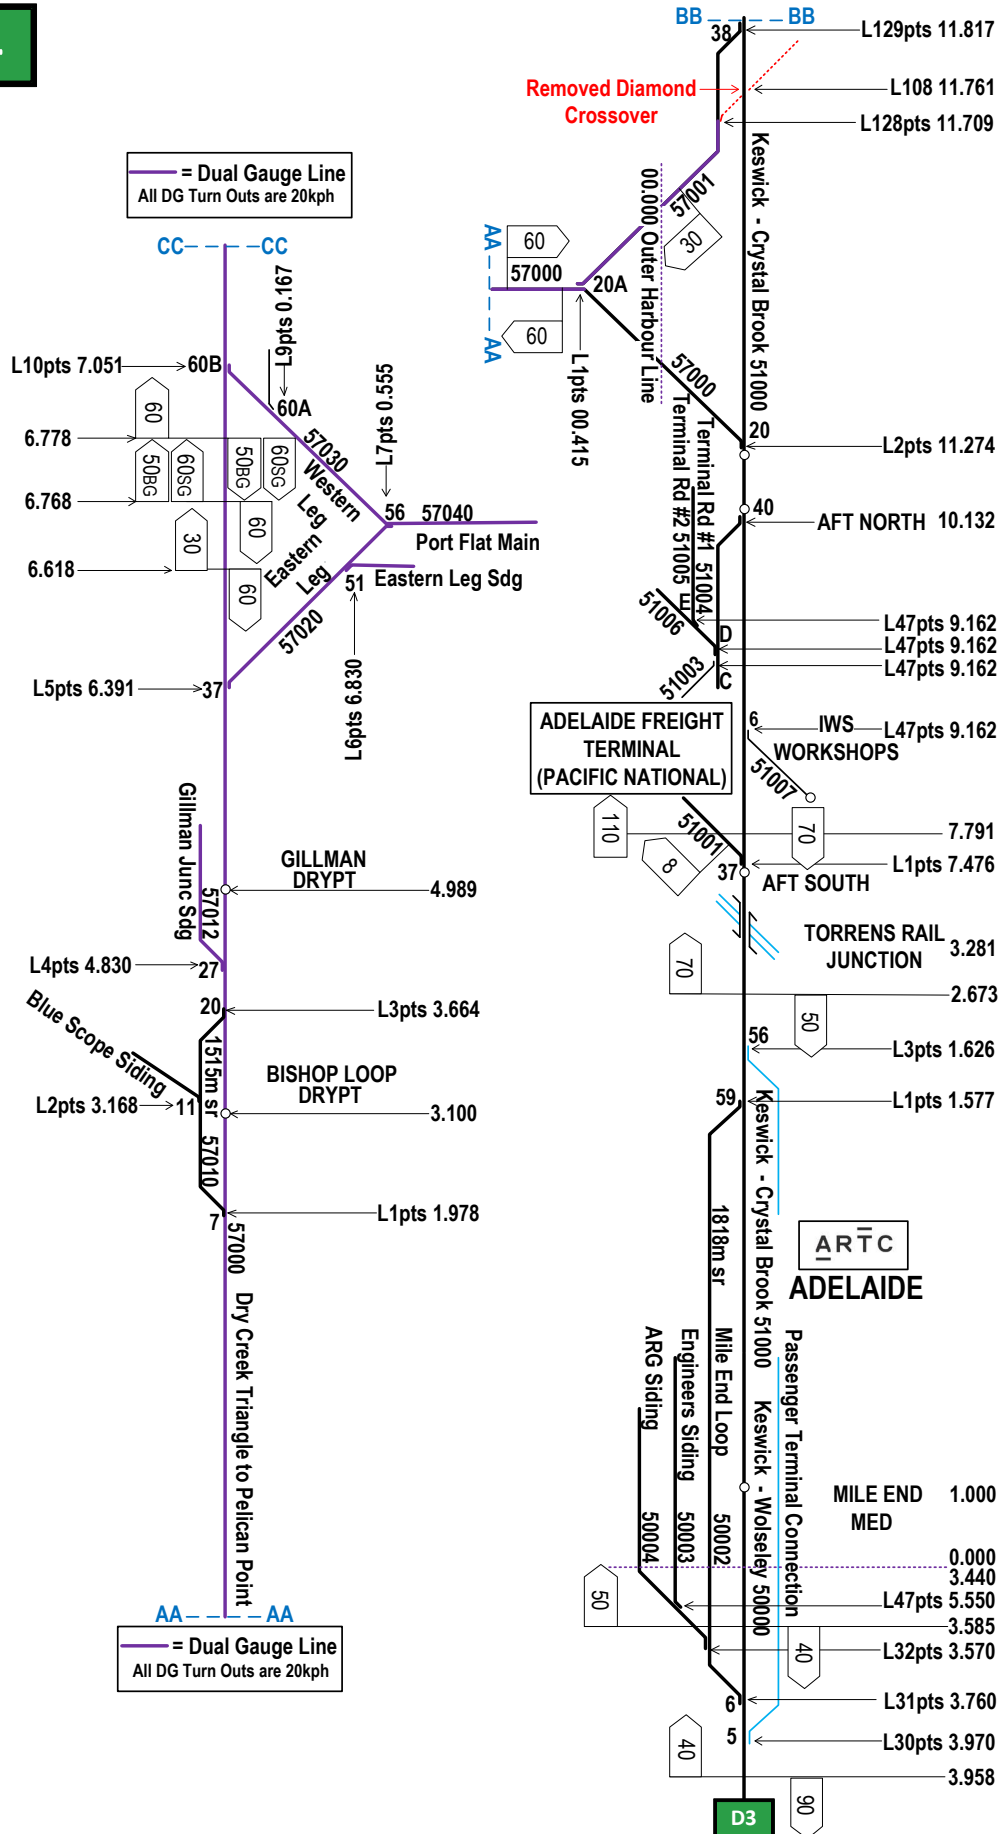 BB
BB
38
L129pts 11.817
Removed Diamond
Crossover
L108 11.761
L128pts 11.709
= Dual Gauge Line
All DG Turn Outs are 20kph
Keswick - Crystal Brook 51000
57001
30
00.000 Outer Harbour Line
CC
CC
AA
60
57000
20A
60
AA
L1pts 00.415
57000
L9pts 0.167
L10pts 7.051
60B
60
60A
57030
Western
Leg
L7pts 0.555
20
L2pts 11.274
6.778
50BG
60SG
50BG
60SG
6.768
60
30
Eastern
Leg
56
57040
Port Flat Main
40
AFT NORTH 10.132
Terminal Rd #1 51004
Terminal Rd #2 51005
6.618
60
51
Eastern Leg Sdg
57020
L6pts 6.830
51006
E
D
L47pts 9.162
L47pts 9.162
L47pts 9.162
51003
C
L5pts 6.391
37
ADELAIDE FREIGHT
TERMINAL
(PACIFIC NATIONAL)
6
IWS
WORKSHOPS
L47pts 9.162
51007
Gillman Junc Sdg
57012
110
51001
70
7.791
8
37
L1pts 7.476
AFT SOUTH
GILLMAN
DRYPT
4.989
TORRENS RAIL
JUNCTION
3.281
L4pts 4.830
27
70
2.673
50
20
L3pts 3.664
56
L3pts 1.626
Blue Scope Siding
1515m sr
BISHOP LOOP
DRYPT
L2pts 3.168
11
3.100
59
L1pts 1.577
57010
Keswick - Crystal Brook 51000
7
L1pts 1.978
57000
1818m sr
ARTC
ADELAIDE
Dry Creek Triangle to Pelican Point
ARG Siding
Engineers Siding
Mile End Loop
Passenger Terminal Connection
Keswick - Wolseley 50000
50004
50003
50002
MILE END
MED
1.000
0.000
3.440
50
L47pts 5.550
3.585
40
L32pts 3.570
AA
AA
= Dual Gauge Line
All DG Turn Outs are 20kph
6
L31pts 3.760
5
L30pts 3.970
40
3.958
90
D3